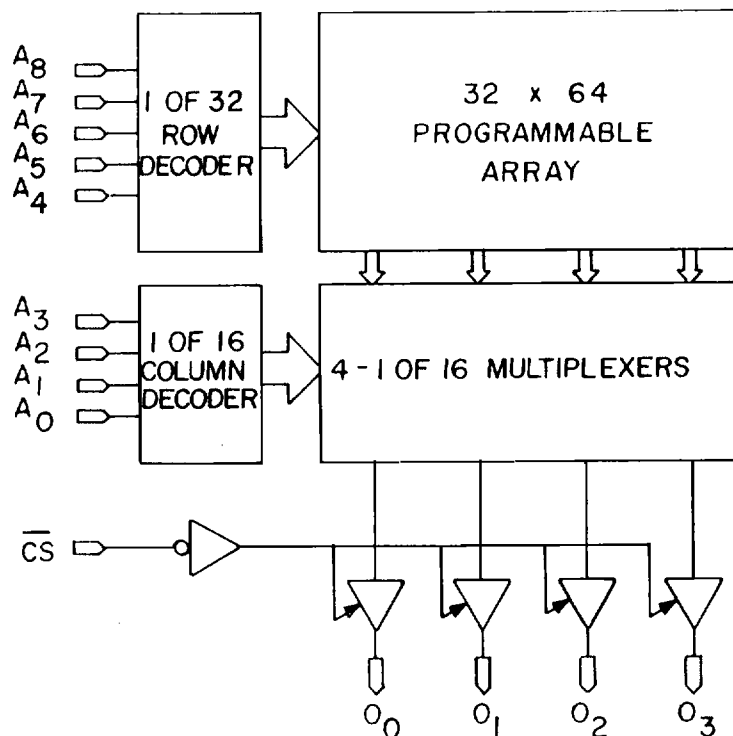 A8
A7
A6
A5
A4
1 OF 32
ROW
DECODER
32 x 64
PROGRAMMABLE
ARRAY
A3
A2
A1
A0
1 OF 16
COLUMN
DECODER
4-1 OF 16 MULTIPLEXERS
C̅S̅
O0
O1
O2
O3